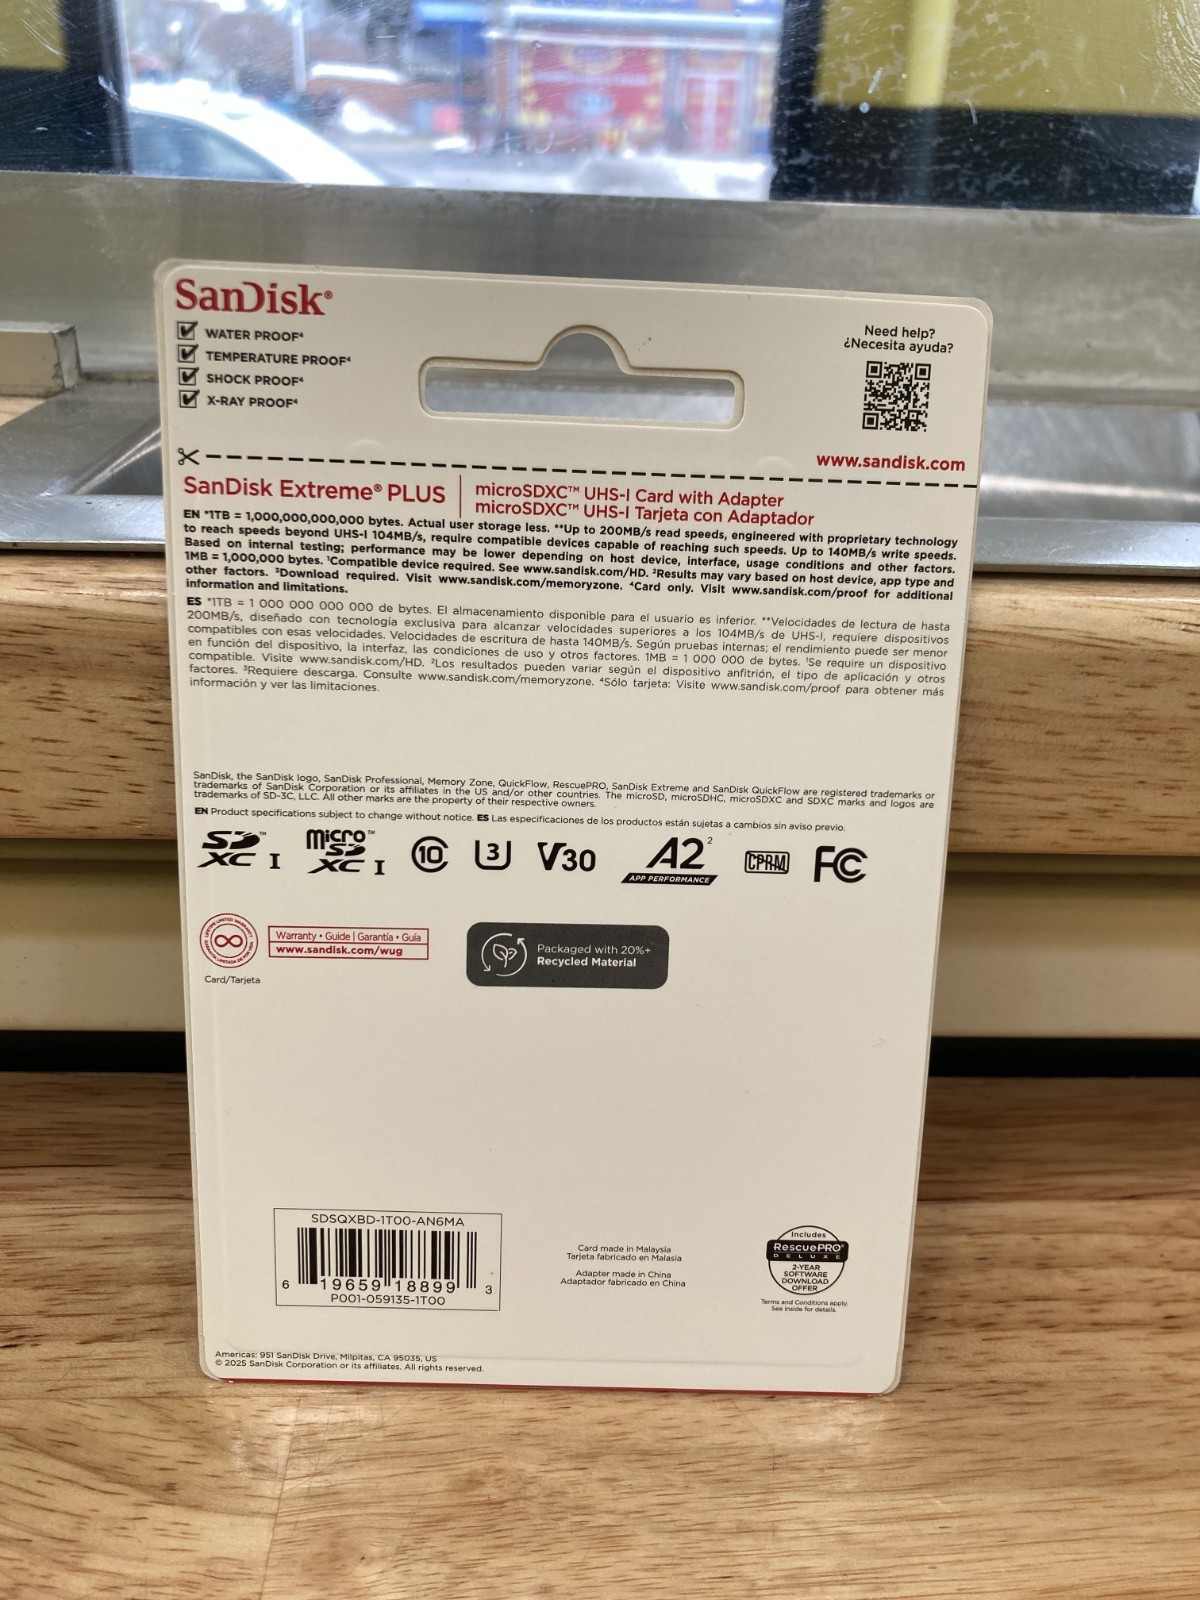 SanDisk®
WATER PROOF⁴
TEMPERATURE PROOF⁴
SHOCK PROOF⁴
X-RAY PROOF⁴
Need help?
¿Necesita ayuda?
www.sandisk.com
SanDisk Extreme® PLUS
microSDXC™ UHS-I Card with Adapter
microSDXC™ UHS-I Tarjeta con Adaptador
EN *1TB = 1,000,000,000,000 bytes. Actual user storage less. **Up to 200MB/s read speeds, engineered with proprietary technology
to reach speeds beyond UHS-I 104MB/s, require compatible devices capable of reaching such speeds. Up to 140MB/s write speeds.
Based on internal testing; performance may be lower depending on host device, interface, usage conditions and other factors.
1MB = 1,000,000 bytes. ¹Compatible device required. See www.sandisk.com/HD. ²Results may vary based on host device, app type and
other factors. ³Download required. Visit www.sandisk.com/memoryzone. ⁴Card only. Visit www.sandisk.com/proof for additional
information and limitations.
ES *1TB = 1 000 000 000 000 de bytes. El almacenamiento disponible para el usuario es inferior. **Velocidades de lectura de hasta
200MB/s, diseñado con tecnología exclusiva para alcanzar velocidades superiores a los 104MB/s de UHS-I, requiere dispositivos
compatibles con esas velocidades. Velocidades de escritura de hasta 140MB/s. Según pruebas internas; el rendimiento puede ser menor
en función del dispositivo, la interfaz, las condiciones de uso y otros factores. 1MB = 1 000 000 de bytes. ¹Se require un dispositivo
compatible. Visite www.sandisk.com/HD. ²Los resultados pueden variar según el dispositivo anfitrión, el tipo de aplicación y otros
factores. ³Requiere descarga. Consulte www.sandisk.com/memoryzone. ⁴Sólo tarjeta: Visite www.sandisk.com/proof para obtener más
información y ver las limitaciones.
SanDisk, the SanDisk logo, SanDisk Professional, Memory Zone, QuickFlow, RescuePRO, SanDisk Extreme and SanDisk QuickFlow are registered trademarks or
trademarks of SanDisk Corporation or its affiliates in the US and/or other countries. The microSD, microSDHC, microSDXC and SDXC marks and logos are
trademarks of SD-3C, LLC. All other marks are the property of their respective owners.
EN Product specifications subject to change without notice. ES Las especificaciones de los productos están sujetas a cambios sin aviso previo.
SD XC™ I micro SD XC™ I 10 3 V30 A2² CPRM FC
APP PERFORMANCE
LIFETIME LIMITED WARRANTY
Card/Tarjeta
Warranty • Guide | Garantía • Guía
www.sandisk.com/wug
Packaged with 20%+
Recycled Material
SDSQXBD-1T00-AN6MA
6 19659 18899 3
P001-059135-1T00
Card made in Malaysia
Tarjeta fabricado en Malasia
Adapter made in China
Adaptador fabricado en China
Includes
RescuePRO®
DELUXE
2-YEAR
SOFTWARE
DOWNLOAD
OFFER
Terms and Conditions apply.
See inside for details.
Americas: 951 SanDisk Drive, Milpitas, CA 95035, US
© 2025 SanDisk Corporation or its affiliates. All rights reserved.